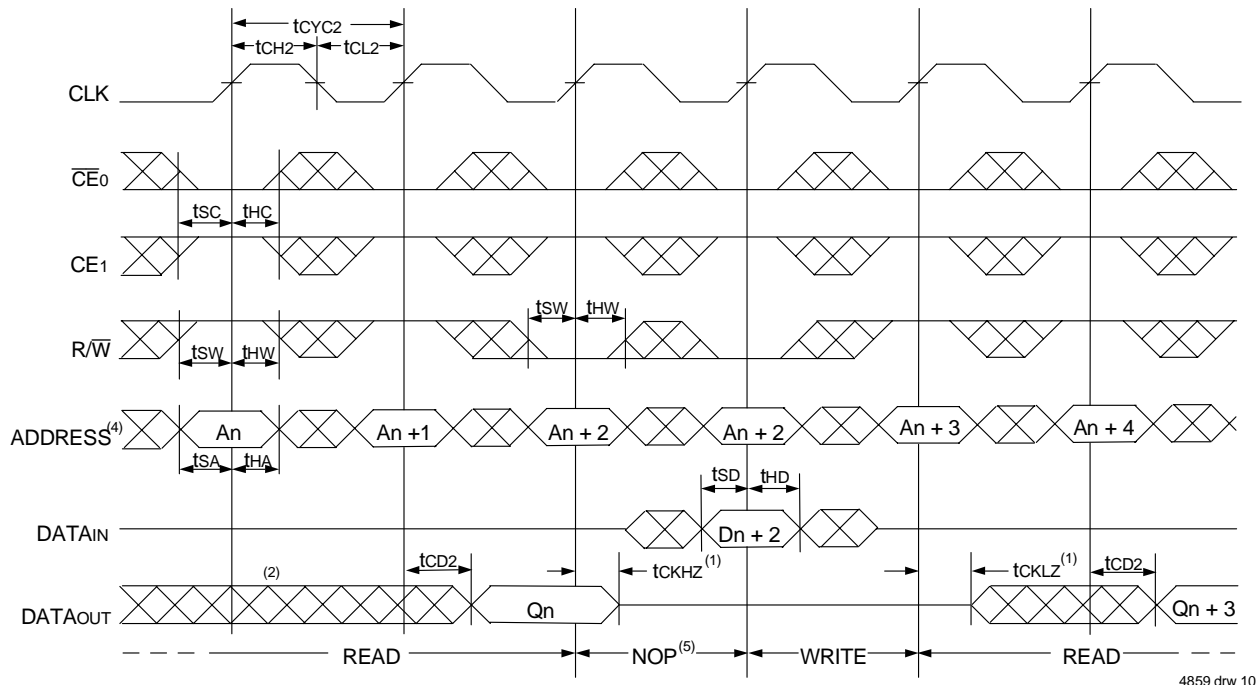 tCYC2
tCH2 tCL2
CLK
CE0
tSC tHC
CE1
tSW tHW
R/W
tSW tHW
ADDRESS(4) An An +1 An + 2 An + 2 An + 3 An + 4
tSA tHA
tSD tHD
DATAIN Dn + 2
(2) tCD2 tCKHZ(1) tCKLZ(1) tCD2
DATAOUT Qn Qn + 3
READ NOP(5) WRITE READ
4859 drw 10